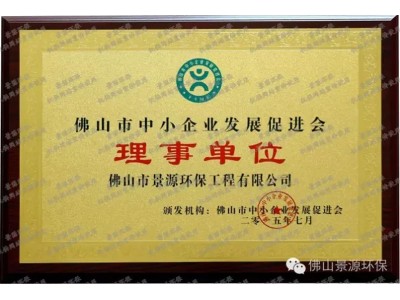 佛山市中小企业发展促进会
理事单位
佛山市景源环保工程有限公司
颁发机构：佛山市中小企业发展促进会
二〇一五年七月
佛山景源环保